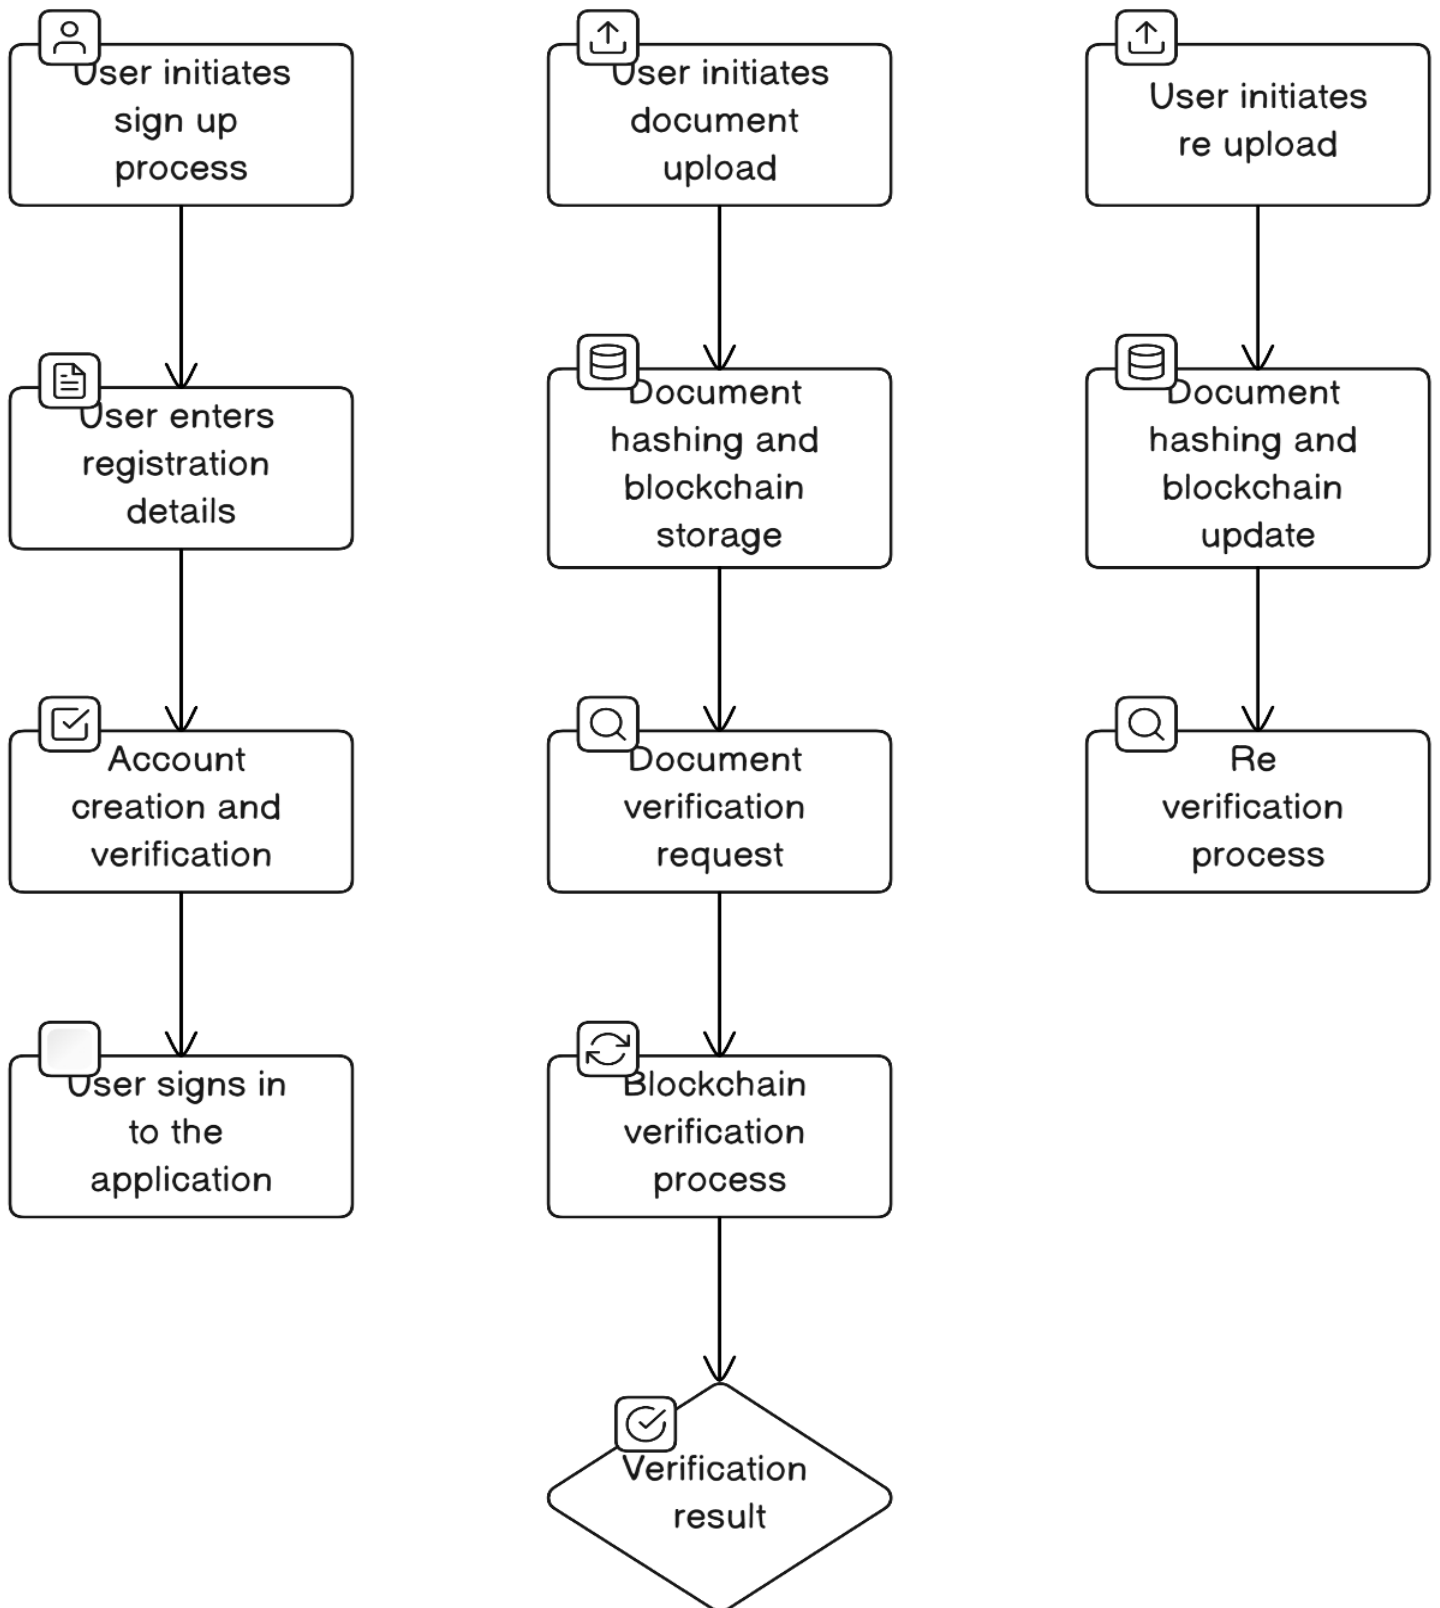 User initiates
sign up
process
User enters
registration
details
Account
creation and
verification
User signs in
to the
application
User initiates
document
upload
Document
hashing and
blockchain
storage
Document
verification
request
Blockchain
verification
process
Verification
result
User initiates
re upload
Document
hashing and
blockchain
update
Re
verification
process